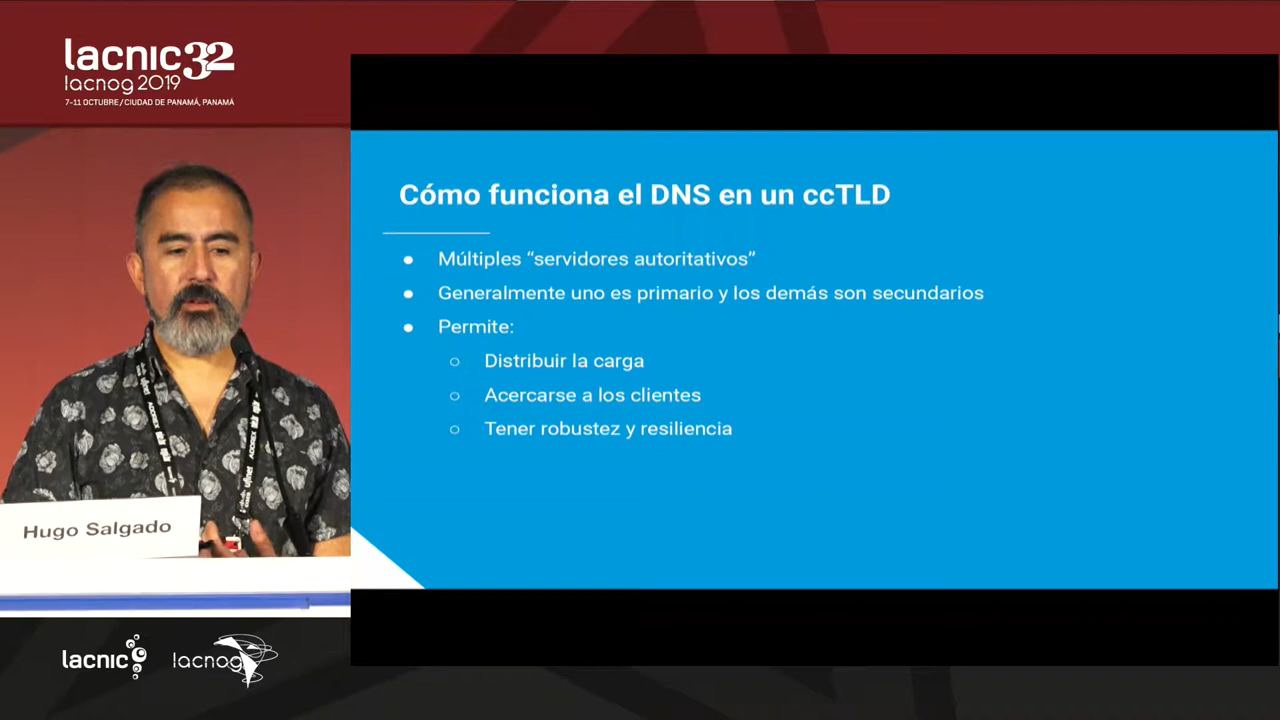 lacnic 32
lacnog 2019
7-11 OCTUBRE / CIUDAD DE PANAMÁ, PANAMÁ
Cómo funciona el DNS en un ccTLD
Múltiples “servidores autoritativos”
Generalmente uno es primario y los demás son secundarios
Permite:
Distribuir la carga
Acercarse a los clientes
Tener robustez y resiliencia
Hugo Salgado
lacnic
lacnog